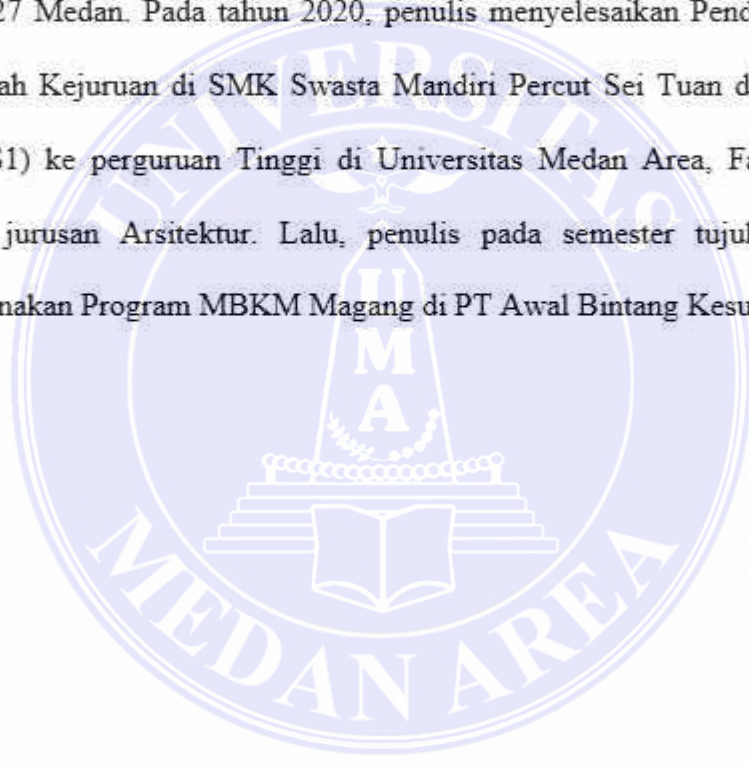 27 Medan. Pada tahun 2020, penulis menyelesaikan Pend
ah Kejuruan di SMK Swasta Mandiri Percut Sei Tuan d
S1) ke perguruan Tinggi di Universitas Medan Area, Fa
jurusan Arsitektur. Lalu, penulis pada semester tuju
nakan Program MBKM Magang di PT Awal Bintang Kesu
UNIVERSITAS
U
M
A
MEDAN AREA